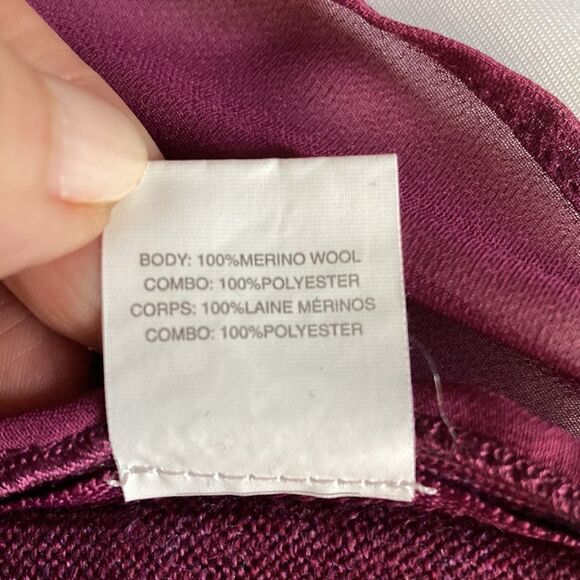 BODY: 100%MERINO WOOL
COMBO: 100%POLYESTER
CORPS: 100%LAINE MÉRINOS
COMBO: 100%POLYESTER